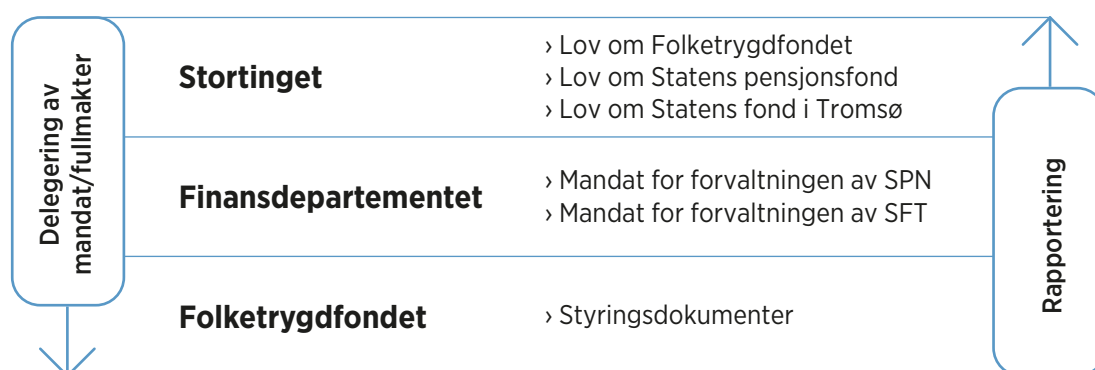 Delegering av
mandat/fullmakter
Stortinget
› Lov om Folketrygdfondet
› Lov om Statens pensjonsfond
› Lov om Statens fond i Tromsø
Finansdepartementet
› Mandat for forvaltningen av SPN
› Mandat for forvaltningen av SFT
Folketrygdfondet
› Styringsdokumenter
Rapportering